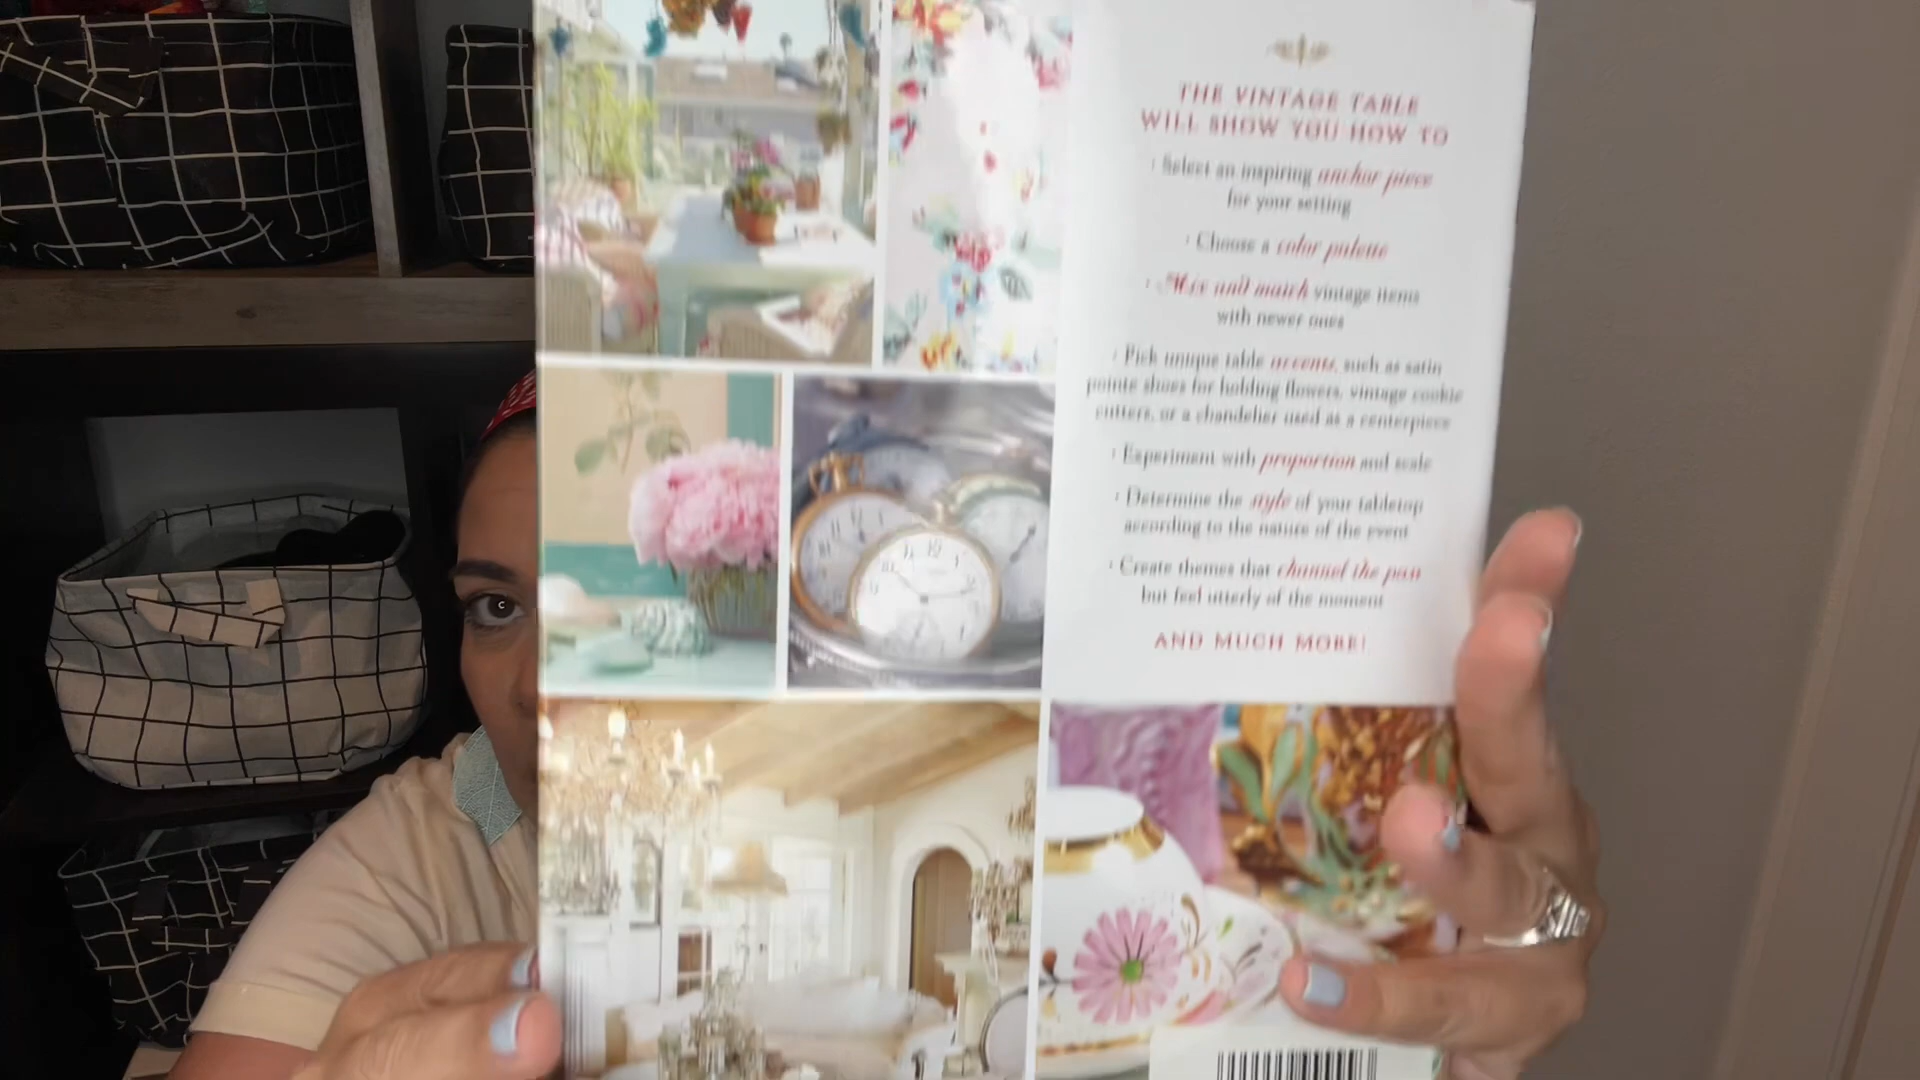 THE VINTAGE TABLE
WILL SHOW YOU HOW TO
· Select an inspiring anchor piece
for your setting
· Choose a color palette
· Mix and match vintage items
with newer ones
· Pick unique table accents, such as satin
pointe shoes for holding flowers, vintage cookie
cutters, or a chandelier used as a centerpiece
· Experiment with proportion and scale
· Determine the style of your tabletop
according to the nature of the event
· Create themes that channel the past
but feel utterly of the moment
AND MUCH MORE!